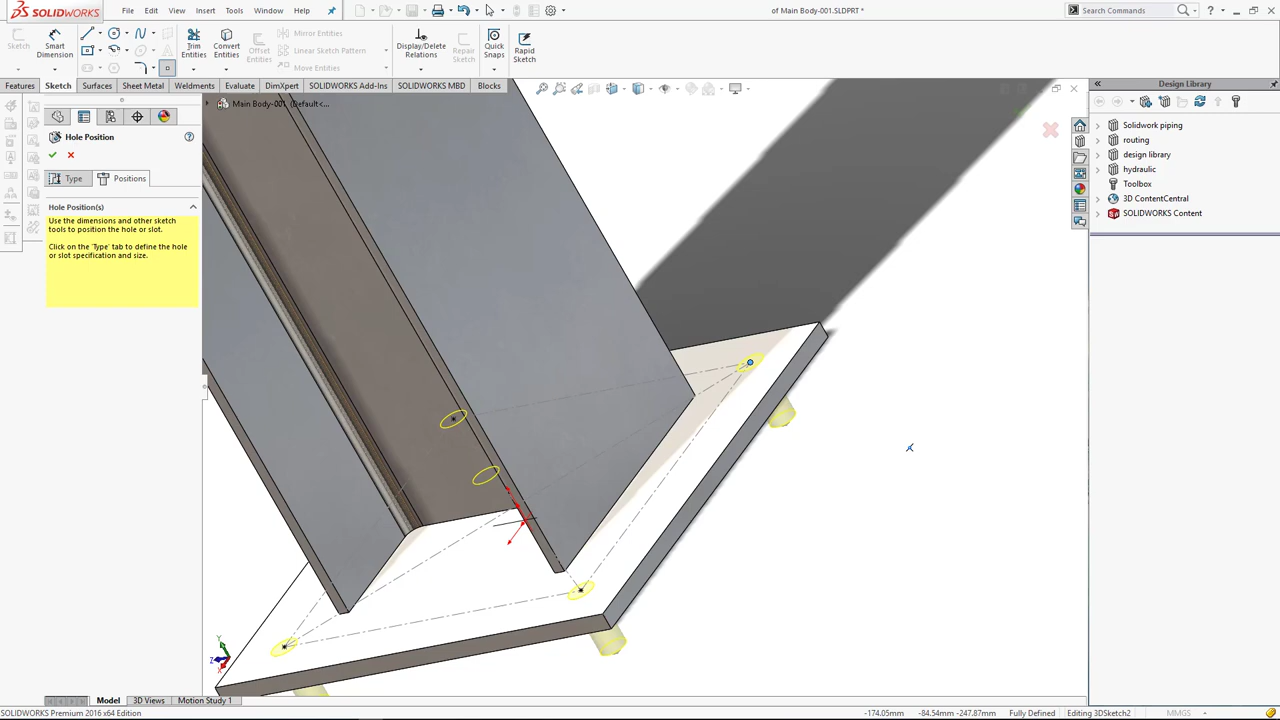 SOLIDWORKS
File Edit View Insert Tools Window Help
of Main Body-001.SLDPRT *
Search Commands
Sketch
Smart Dimension
Trim Entities
Convert Entities
Offset Entities
Mirror Entities
Linear Sketch Pattern
Move Entities
Display/Delete Relations
Repair Sketch
Quick Snaps
Rapid Sketch
Features Sketch Surfaces Sheet Metal Weldments Evaluate DimXpert SOLIDWORKS Add-Ins SOLIDWORKS MBD Blocks
Main Body-001 (Default<...
Hole Position
Type Positions
Hole Position(s)
Use the dimensions and other sketch
tools to position the hole or slot.
Click on the 'Type' tab to define the hole
or slot specification and size.
Design Library
Solidwork piping
routing
design library
hydraulic
Toolbox
3D ContentCentral
SOLIDWORKS Content
Y
Z
X
Model 3D Views Motion Study 1
SOLIDWORKS Premium 2016 x64 Edition
-174.05mm -84.54mm -247.87mm Fully Defined Editing 3DSketch2 MMGS